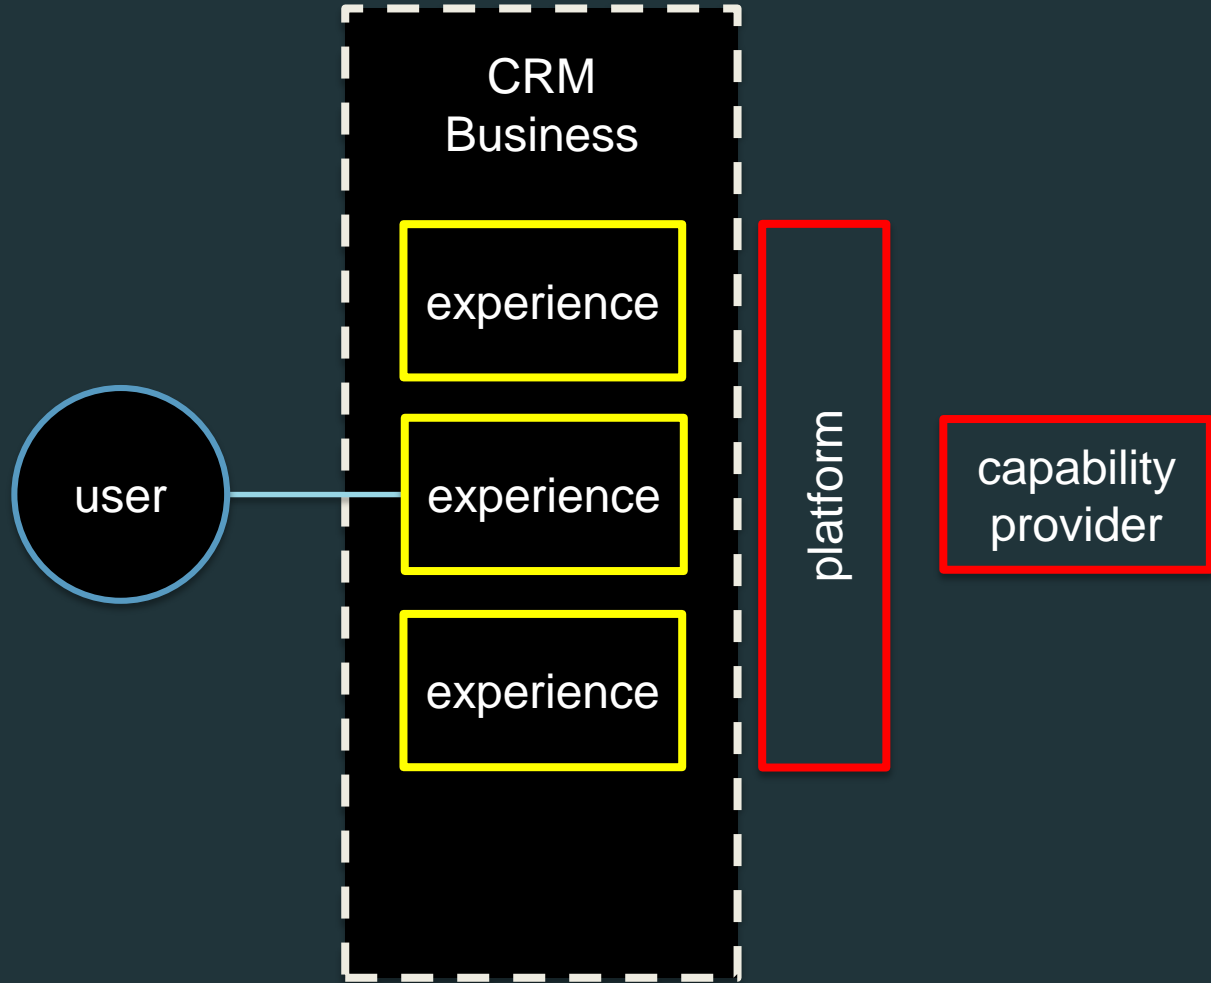 CRM
Business
experience
user
experience
experience
platform
capability
provider